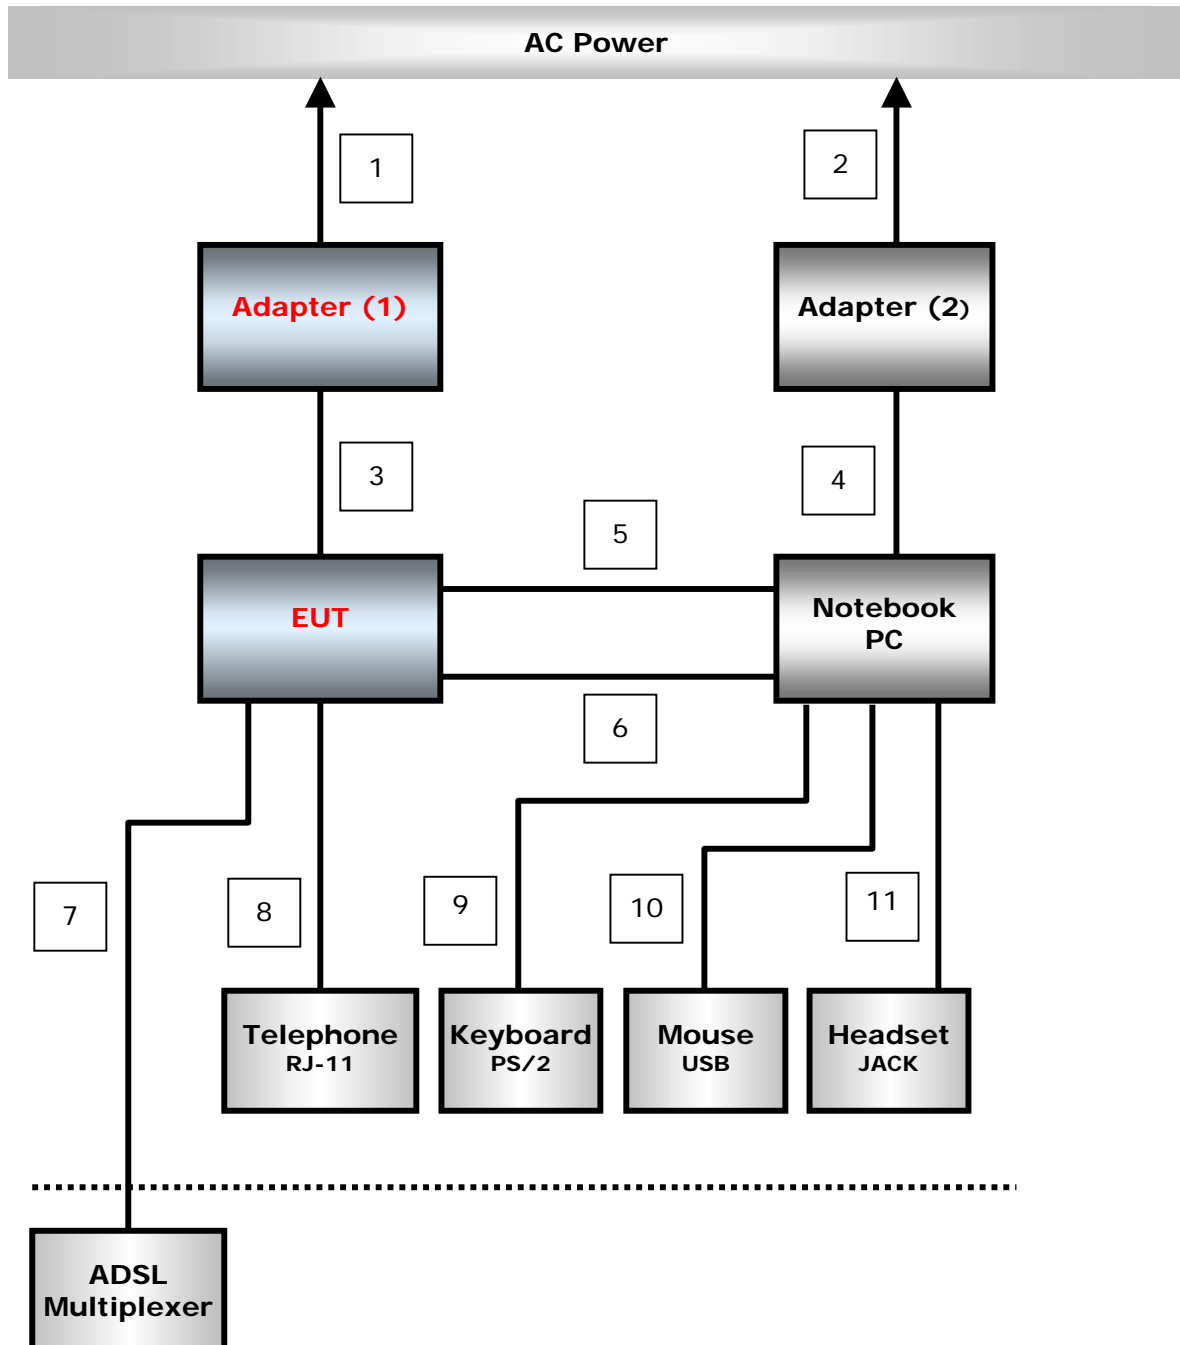 AC Power
1
2
Adapter (1)
Adapter (2)
3
4
5
EUT
Notebook
PC
6
7
8
9
10
11
Telephone
RJ-11
Keyboard
PS/2
Mouse
USB
Headset
JACK
ADSL
Multiplexer